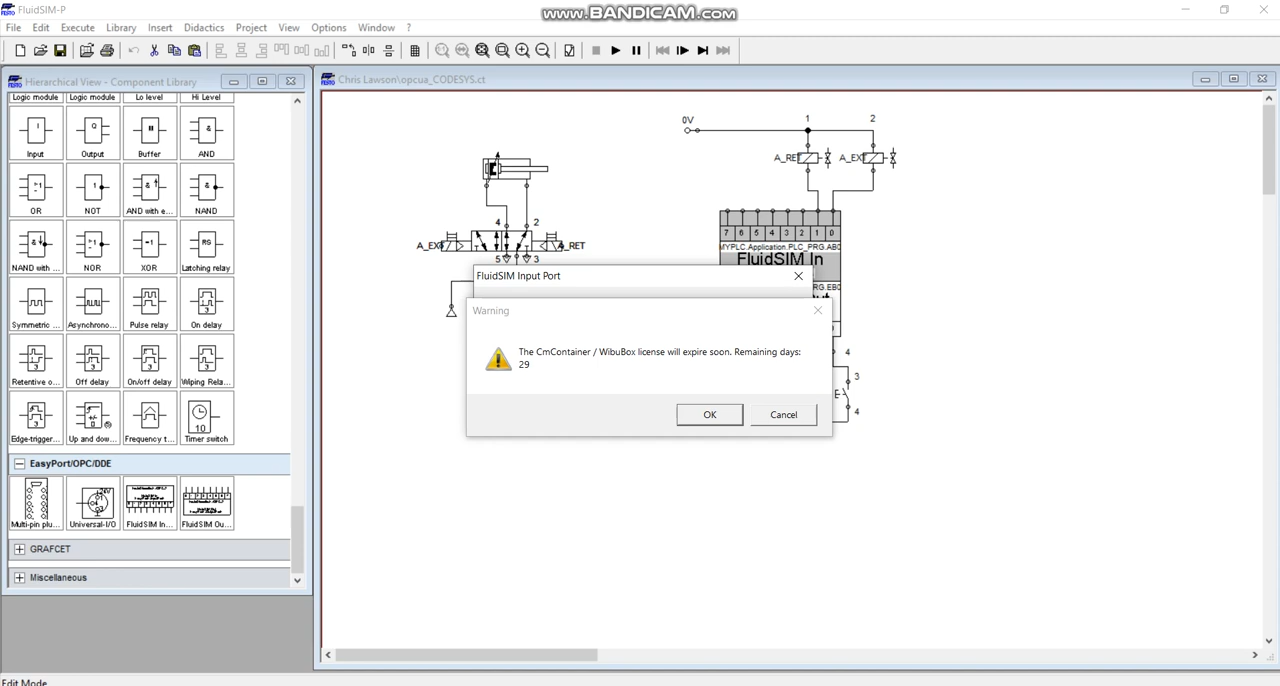 FluidSIM-P
www.BANDICAM.com
File Edit Execute Library Insert Didactics Project View Options Window Help
Hierarchical View - Component Library
Chris Lawson\opcua_CODESYS.ct
Logic module Logic module Lo level Hi Level
Input Output Buffer AND
OR NOT AND with e... NAND
NAND with ... NOR XOR Latching relay
Symmetric ... Asynchrono... Pulse relay On delay
Retentive o... Off delay On/off delay Wiping Rela...
Edge-trigger... Up and dow... Frequency t... Timer switch
EasyPort/OPC/DDE
Multi-pin plu... Universal-I/O FluidSIM In... FluidSIM Ou...
GRAFCET
Miscellaneous
0V 1 2
A_RET A_EXT
4 2
A_EXT A_RET
5 3
7 6 5 4 3 2 1 0
MYPLC.Application.PLC_PRG.AB0
FluidSIM In
PRG.EB0
4
3
4
FluidSIM Input Port
Warning
The CmContainer / WibuBox license will expire soon. Remaining days:
29
OK Cancel
Edit Mode